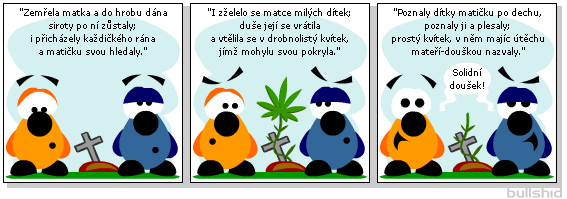 "Zemřela matka a do hrobu dána
siroty po ní zůstaly;
i přicházely každičkého rána
a matičku svou hledaly."
"I zželelo se matce milých dítek;
duše její se vrátila
a vtělila se v drobnolistý kvítek,
jímž mohylu svou pokryla."
"Poznaly dítky matičku po dechu,
poznaly ji a plesaly;
prostý kvítek, v něm majíc útěchu
mateří-douškou nazvaly."
Solidní
doušek!
bullshid